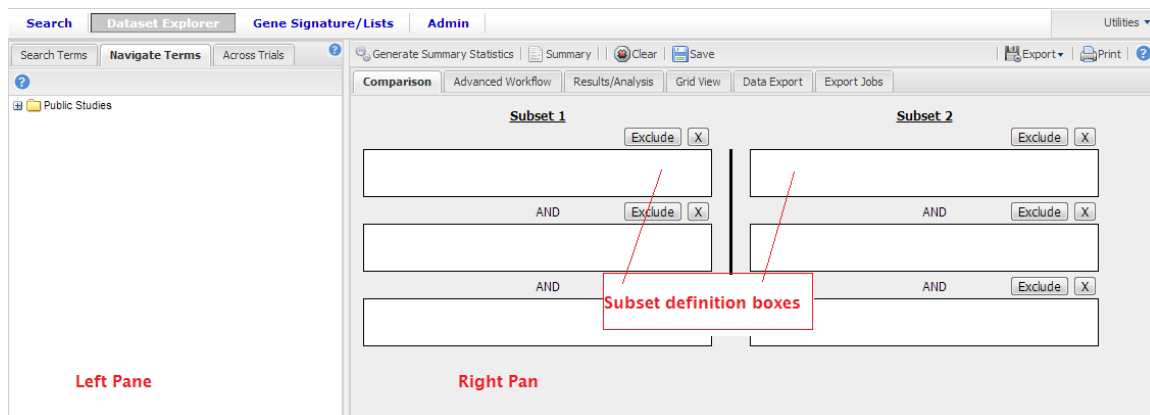 Search Dataset Explorer Gene Signature/Lists Admin Utilities
Search Terms Navigate Terms Across Trials
Generate Summary Statistics Summary Clear Save Export Print
Comparison Advanced Workflow Results/Analysis Grid View Data Export Export Jobs
Public Studies
Subset 1 Subset 2
Exclude X Exclude X
AND Exclude X AND Exclude X
AND AND Exclude X
Subset definition boxes
Left Pane Right Pan